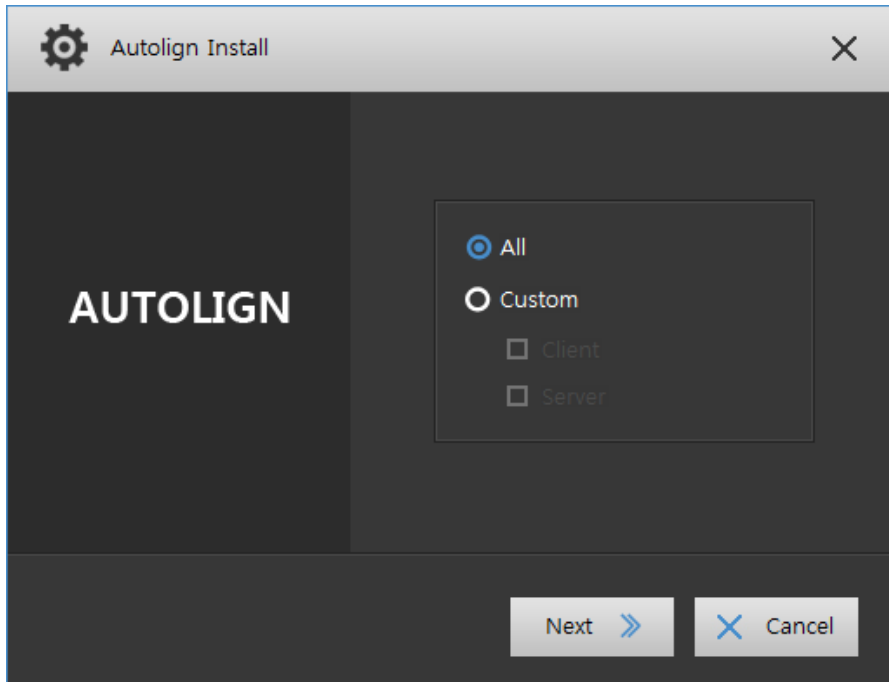 Autolign Install
AUTOLIGN
All
Custom
Client
Server
Next
Cancel